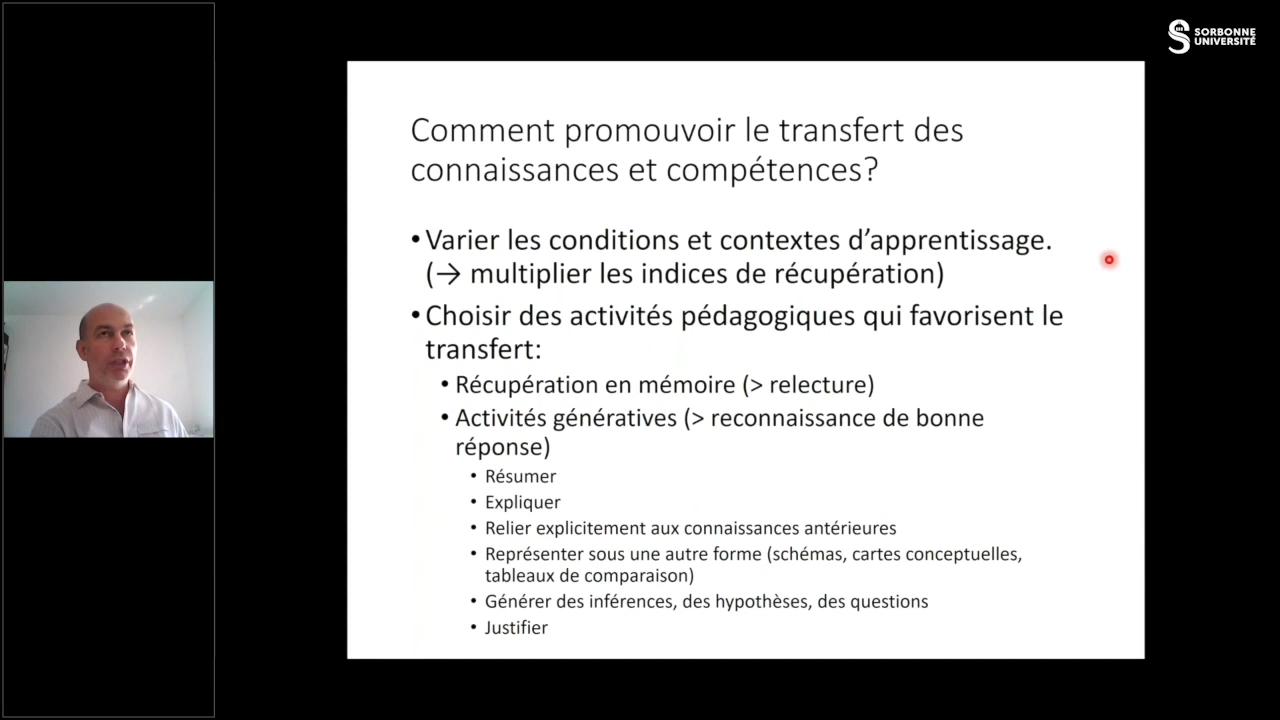 SORBONNE
UNIVERSITÉ
Comment promouvoir le transfert des
connaissances et compétences?
•Varier les conditions et contextes d’apprentissage.
(→ multiplier les indices de récupération)
•Choisir des activités pédagogiques qui favorisent le
transfert:
• Récupération en mémoire (> relecture)
• Activités génératives (> reconnaissance de bonne
réponse)
• Résumer
• Expliquer
• Relier explicitement aux connaissances antérieures
• Représenter sous une autre forme (schémas, cartes conceptuelles,
tableaux de comparaison)
• Générer des inférences, des hypothèses, des questions
• Justifier